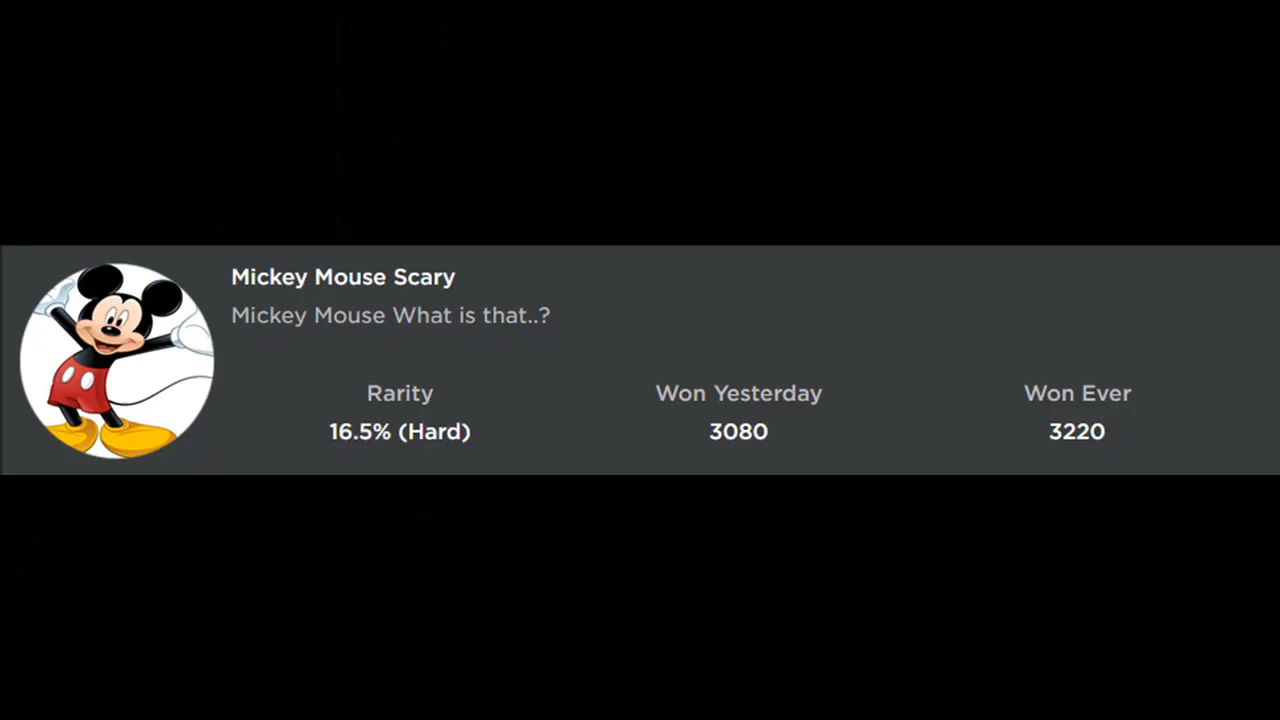 Mickey Mouse Scary
Mickey Mouse What is that..?
Rarity Won Yesterday Won Ever
16.5% (Hard) 3080 3220